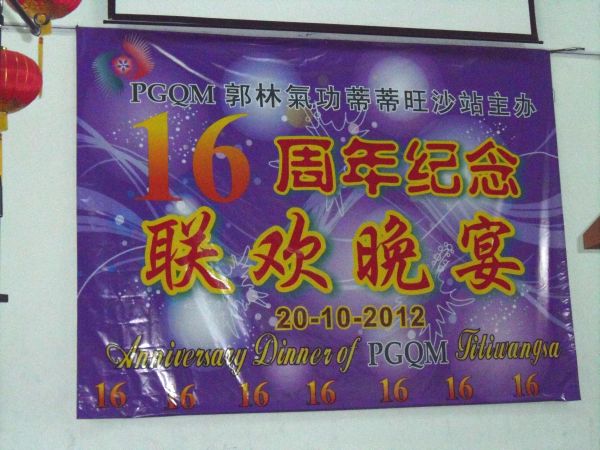 PGQM 郭林氣功蒂蒂旺沙站主办
16 周年纪念
联欢晚宴
20-10-2012
Anniversary Dinner of PGQM Titiwangsa
16 16 16 16 16 16 16